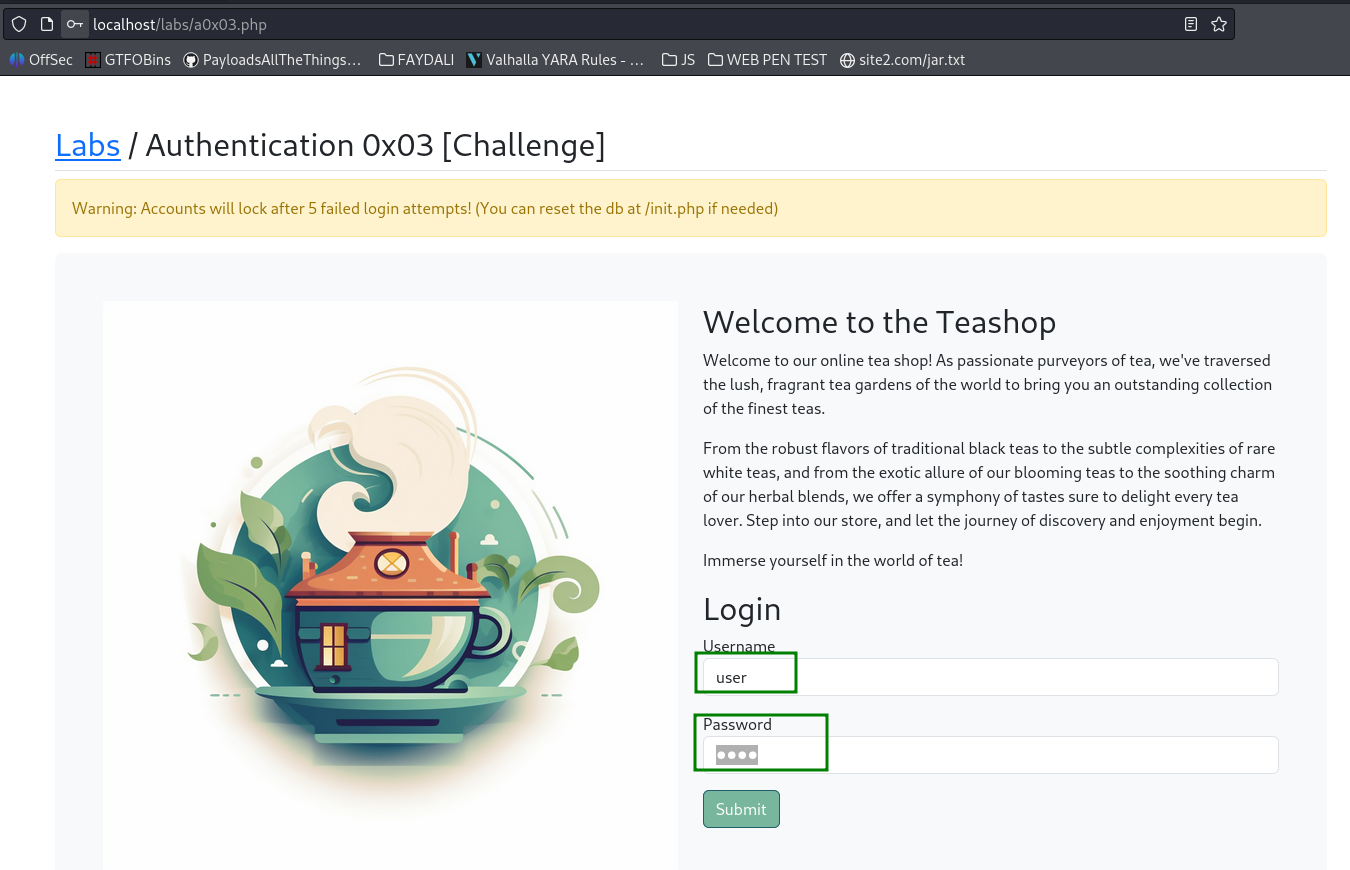 localhost/labs/a0x03.php
OffSec GTFOBins PayloadsAllTheThings… FAYDALI Valhalla YARA Rules - … JS WEB PEN TEST site2.com/jar.txt
Labs / Authentication 0x03 [Challenge]
Warning: Accounts will lock after 5 failed login attempts! (You can reset the db at /init.php if needed)
Welcome to the Teashop
Welcome to our online tea shop! As passionate purveyors of tea, we've traversed
the lush, fragrant tea gardens of the world to bring you an outstanding collection
of the finest teas.
From the robust flavors of traditional black teas to the subtle complexities of rare
white teas, and from the exotic allure of our blooming teas to the soothing charm
of our herbal blends, we offer a symphony of tastes sure to delight every tea
lover. Step into our store, and let the journey of discovery and enjoyment begin.
Immerse yourself in the world of tea!
Login
Username
user
Password
••••
Submit